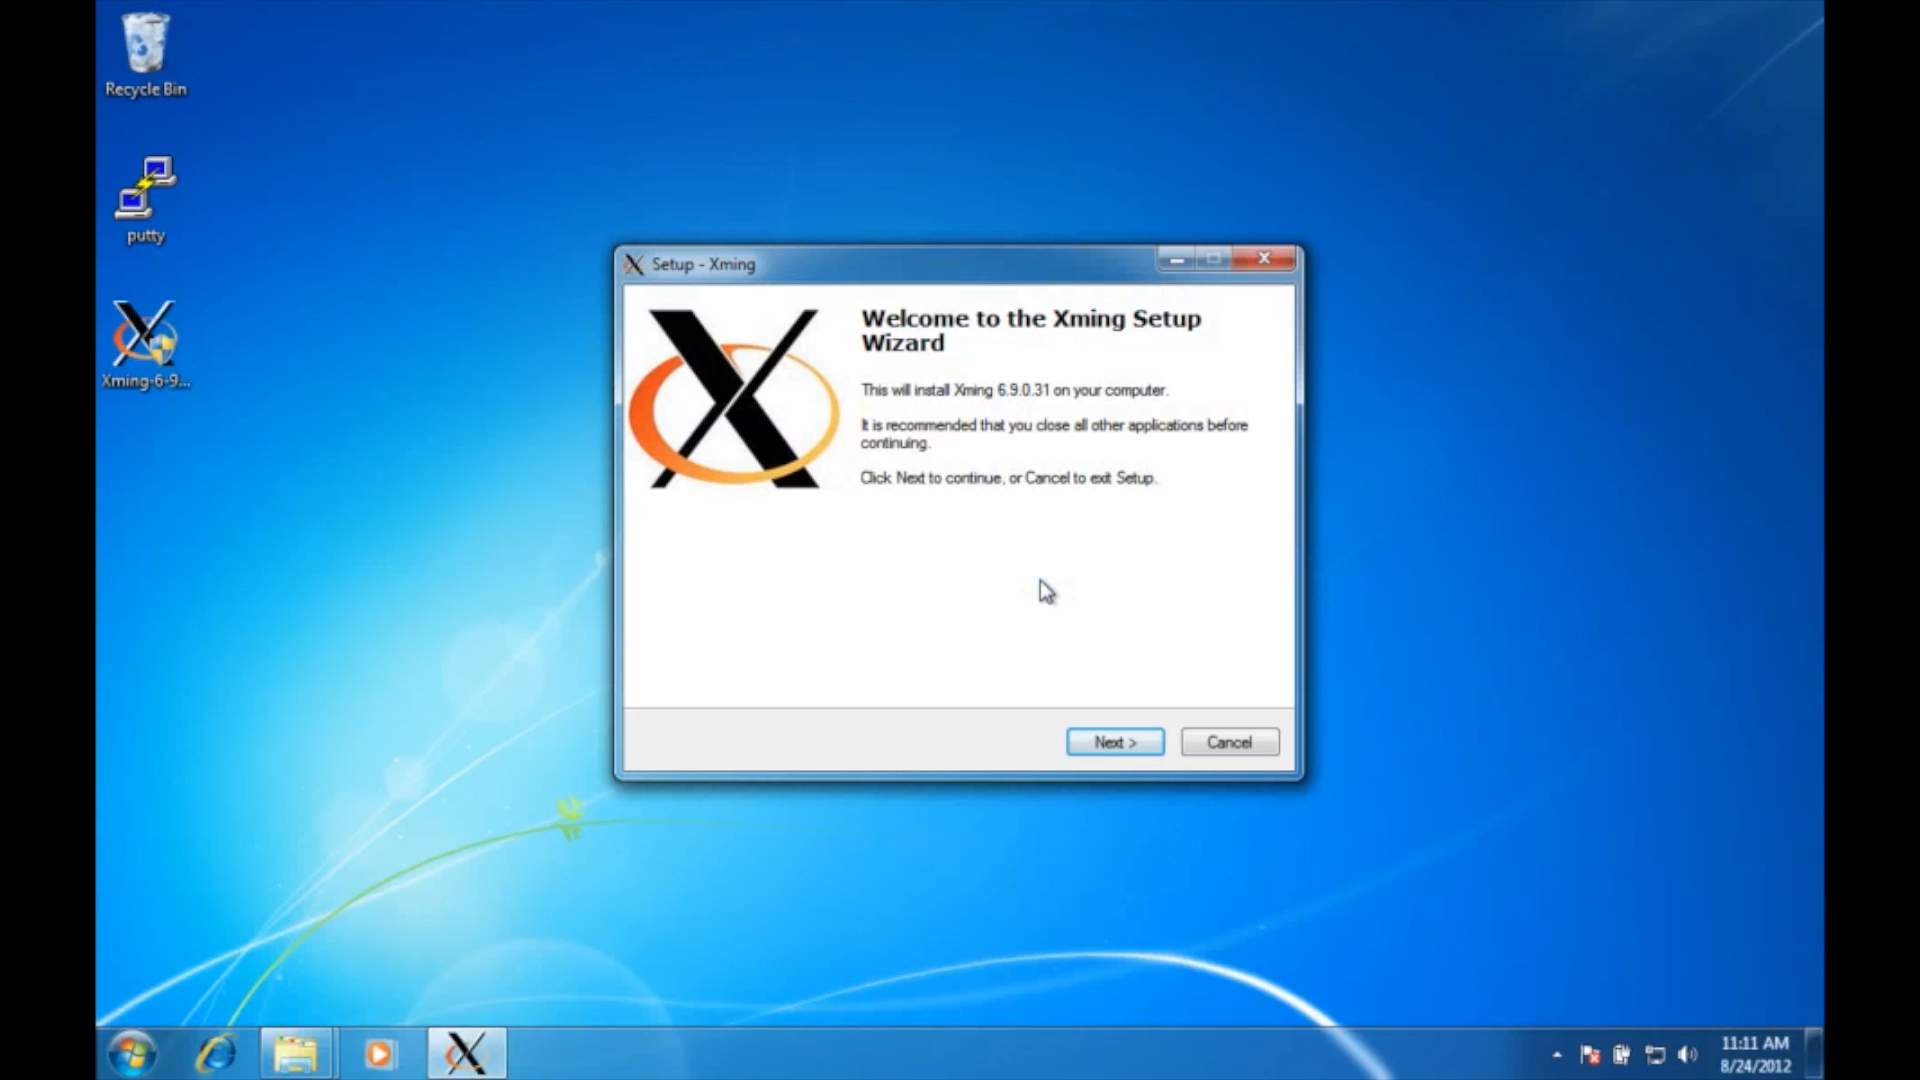 Recycle Bin
putty
Xming-6-9...
Setup - Xming
Welcome to the Xming Setup
Wizard
This will install Xming 6.9.0.31 on your computer.
It is recommended that you close all other applications before
continuing.
Click Next to continue, or Cancel to exit Setup.
Next >
Cancel
11:11 AM
8/24/2012